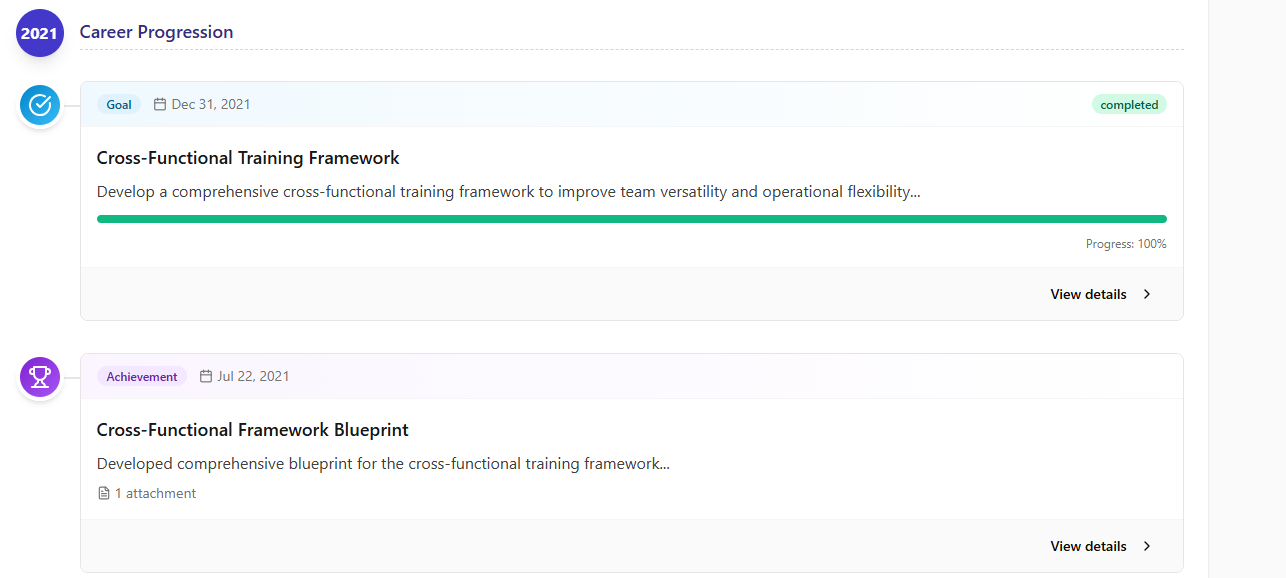 2021
Career Progression
Goal
Dec 31, 2021
completed
Cross-Functional Training Framework
Develop a comprehensive cross-functional training framework to improve team versatility and operational flexibility...
Progress: 100%
View details
Achievement
Jul 22, 2021
Cross-Functional Framework Blueprint
Developed comprehensive blueprint for the cross-functional training framework...
1 attachment
View details